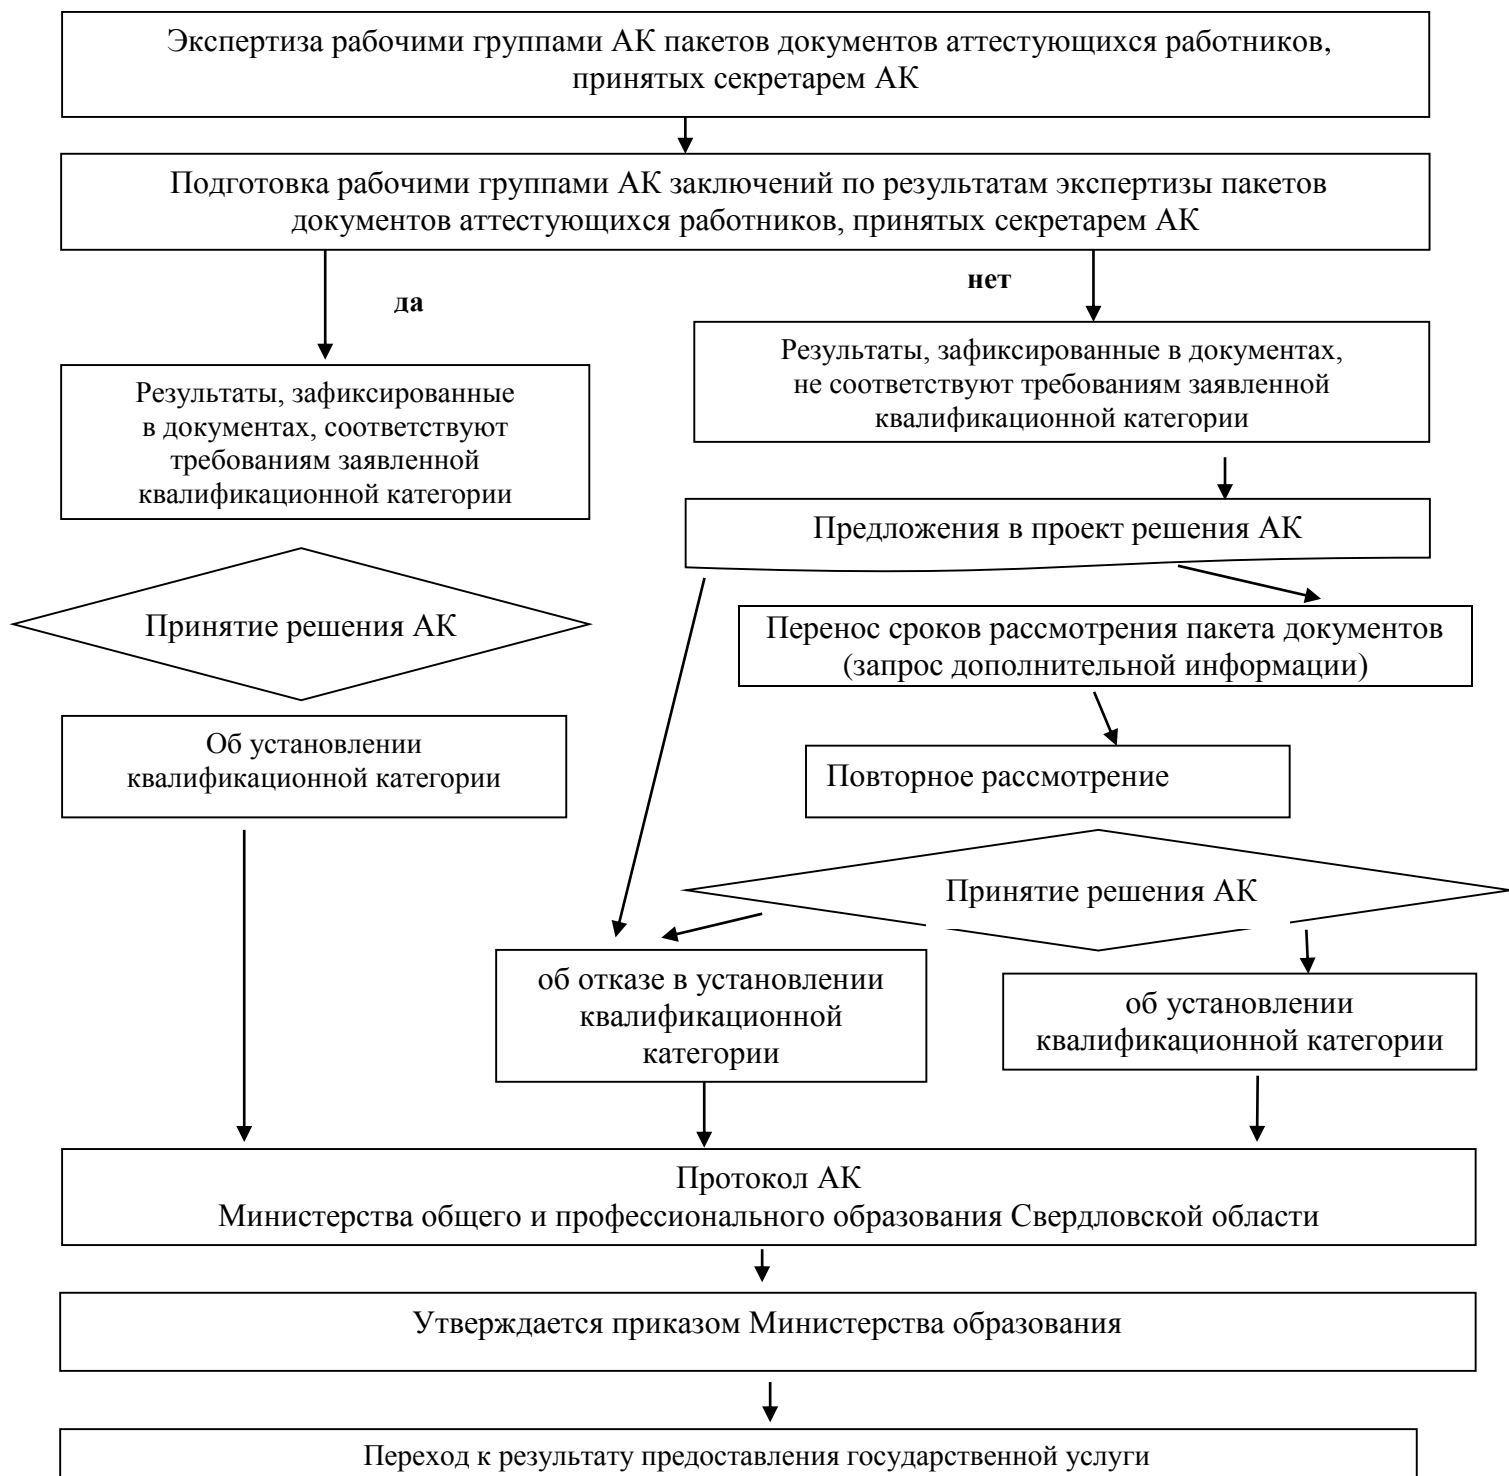 Экспертиза рабочими группами АК пакетов документов аттестующихся работников,
принятых секретарем АК
Подготовка рабочими группами АК заключений по результатам экспертизы пакетов
документов аттестующихся работников, принятых секретарем АК
да
нет
Результаты, зафиксированные
в документах, соответствуют
требованиям заявленной
квалификационной категории
Результаты, зафиксированные в документах,
не соответствуют требованиям заявленной
квалификационной категории
Предложения в проект решения АК
Принятие решения АК
Перенос сроков рассмотрения пакета документов
(запрос дополнительной информации)
Об установлении
квалификационной категории
Повторное рассмотрение
Принятие решения АК
об отказе в установлении
квалификационной
категории
об установлении
квалификационной категории
Протокол АК
Министерства общего и профессионального образования Свердловской области
Утверждается приказом Министерства образования
Переход к результату предоставления государственной услуги